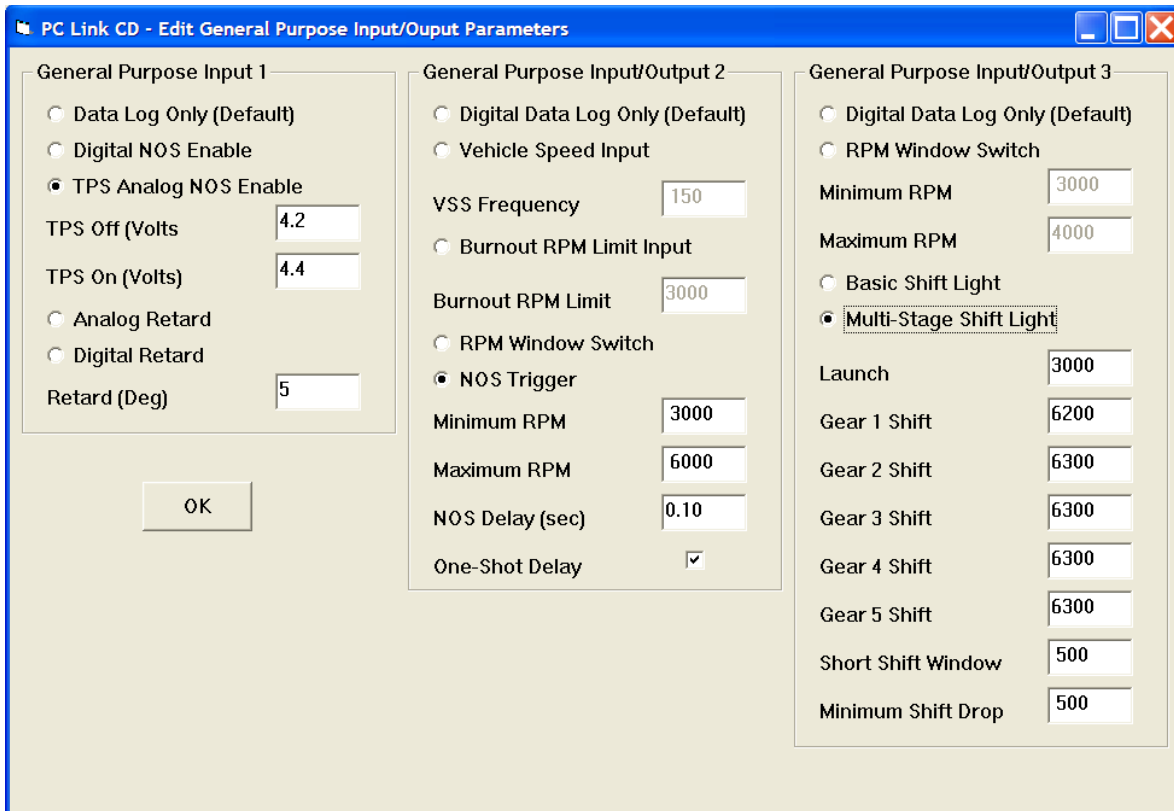 PC Link CD - Edit General Purpose Input/Ouput Parameters
General Purpose Input 1
Data Log Only (Default)
Digital NOS Enable
TPS Analog NOS Enable
TPS Off (Volts
4.2
TPS On (Volts)
4.4
Analog Retard
Digital Retard
Retard (Deg)
5
OK
General Purpose Input/Output 2
Digital Data Log Only (Default)
Vehicle Speed Input
VSS Frequency
150
Burnout RPM Limit Input
Burnout RPM Limit
3000
RPM Window Switch
NOS Trigger
Minimum RPM
3000
Maximum RPM
6000
NOS Delay (sec)
0.10
One-Shot Delay
General Purpose Input/Output 3
Digital Data Log Only (Default)
RPM Window Switch
Minimum RPM
3000
Maximum RPM
4000
Basic Shift Light
Multi-Stage Shift Light
Launch
3000
Gear 1 Shift
6200
Gear 2 Shift
6300
Gear 3 Shift
6300
Gear 4 Shift
6300
Gear 5 Shift
6300
Short Shift Window
500
Minimum Shift Drop
500